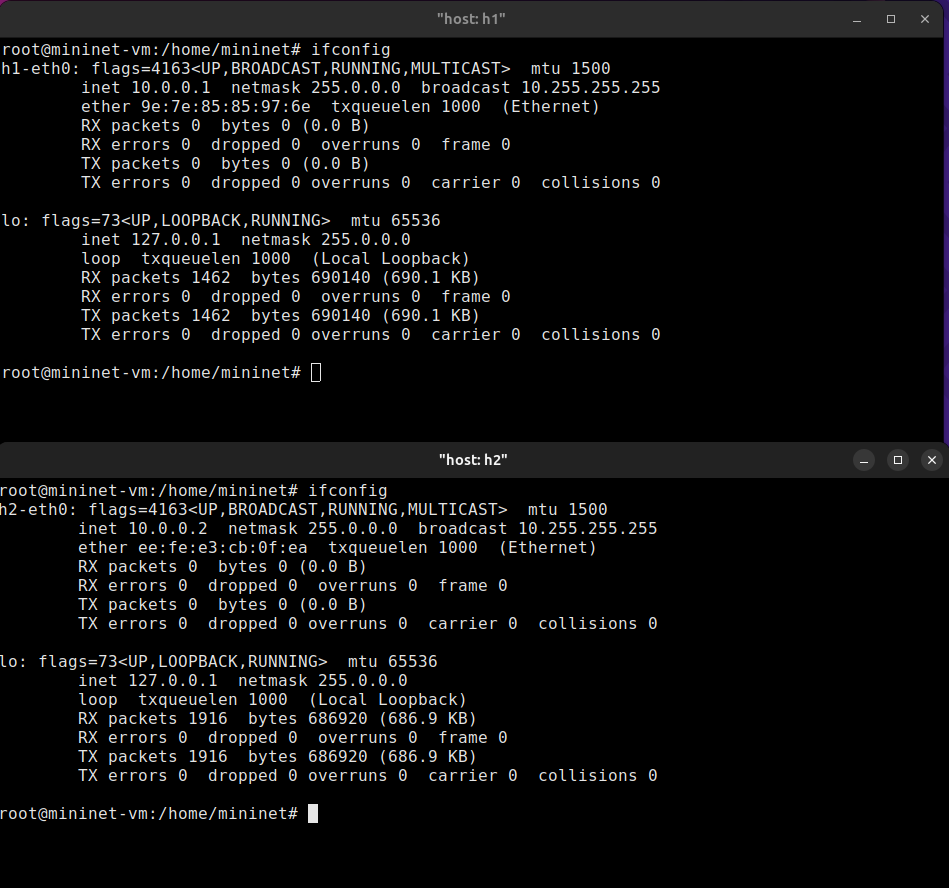 "host: h1"
root@mininet-vm:/home/mininet# ifconfig
h1-eth0: flags=4163<UP,BROADCAST,RUNNING,MULTICAST>  mtu 1500
        inet 10.0.0.1  netmask 255.0.0.0  broadcast 10.255.255.255
        ether 9e:7e:85:85:97:6e  txqueuelen 1000  (Ethernet)
        RX packets 0  bytes 0 (0.0 B)
        RX errors 0  dropped 0  overruns 0  frame 0
        TX packets 0  bytes 0 (0.0 B)
        TX errors 0  dropped 0 overruns 0  carrier 0  collisions 0
lo: flags=73<UP,LOOPBACK,RUNNING>  mtu 65536
        inet 127.0.0.1  netmask 255.0.0.0
        loop  txqueuelen 1000  (Local Loopback)
        RX packets 1462  bytes 690140 (690.1 KB)
        RX errors 0  dropped 0  overruns 0  frame 0
        TX packets 1462  bytes 690140 (690.1 KB)
        TX errors 0  dropped 0 overruns 0  carrier 0  collisions 0
root@mininet-vm:/home/mininet#
"host: h2"
root@mininet-vm:/home/mininet# ifconfig
h2-eth0: flags=4163<UP,BROADCAST,RUNNING,MULTICAST>  mtu 1500
        inet 10.0.0.2  netmask 255.0.0.0  broadcast 10.255.255.255
        ether ee:fe:e3:cb:0f:ea  txqueuelen 1000  (Ethernet)
        RX packets 0  bytes 0 (0.0 B)
        RX errors 0  dropped 0  overruns 0  frame 0
        TX packets 0  bytes 0 (0.0 B)
        TX errors 0  dropped 0 overruns 0  carrier 0  collisions 0
lo: flags=73<UP,LOOPBACK,RUNNING>  mtu 65536
        inet 127.0.0.1  netmask 255.0.0.0
        loop  txqueuelen 1000  (Local Loopback)
        RX packets 1916  bytes 686920 (686.9 KB)
        RX errors 0  dropped 0  overruns 0  frame 0
        TX packets 1916  bytes 686920 (686.9 KB)
        TX errors 0  dropped 0 overruns 0  carrier 0  collisions 0
root@mininet-vm:/home/mininet#